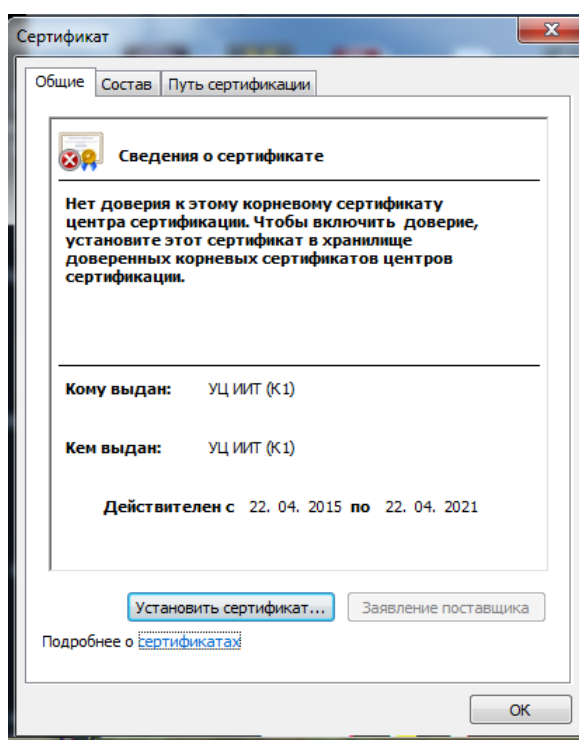 Сертификат
Общие Состав Путь сертификации
Сведения о сертификате
Нет доверия к этому корневому сертификату
центра сертификации. Чтобы включить доверие,
установите этот сертификат в хранилище
доверенных корневых сертификатов центров
сертификации.
Кому выдан: УЦ ИИТ (К1)
Кем выдан: УЦ ИИТ (К1)
Действителен с 22. 04. 2015 по 22. 04. 2021
Установить сертификат... Заявление поставщика
Подробнее о сертификатах
ОК